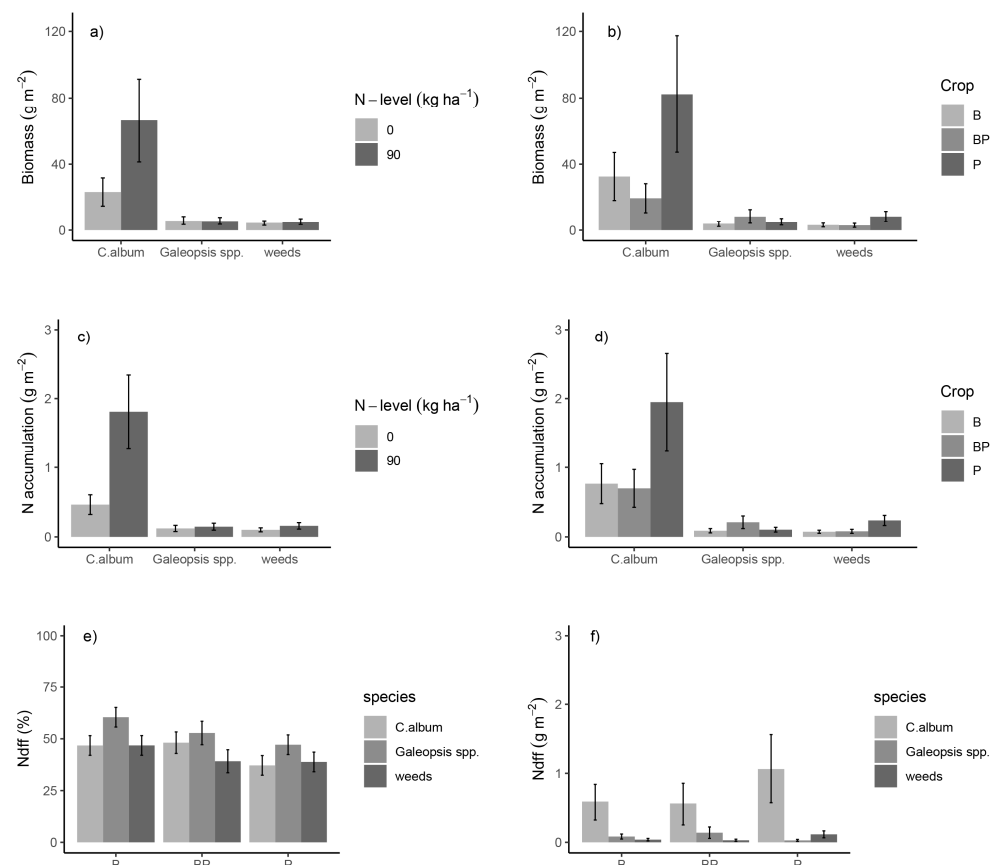 a)
120
80
40
0
Biomass (g m⁻²)
C.album Galeopsis spp. weeds
N – level (kg ha⁻¹)
0
90
b)
120
80
40
0
Biomass (g m⁻²)
C.album Galeopsis spp. weeds
Crop
B
BP
P
c)
3
2
1
0
N accumulation (g m⁻²)
C.album Galeopsis spp. weeds
N – level (kg ha⁻¹)
0
90
d)
3
2
1
0
N accumulation (g m⁻²)
C.album Galeopsis spp. weeds
Crop
B
BP
P
e)
100
75
50
25
0
Ndff (%)
species
C.album
Galeopsis spp.
weeds
f)
3
2
1
0
Ndff (g m⁻²)
species
C.album
Galeopsis spp.
weeds